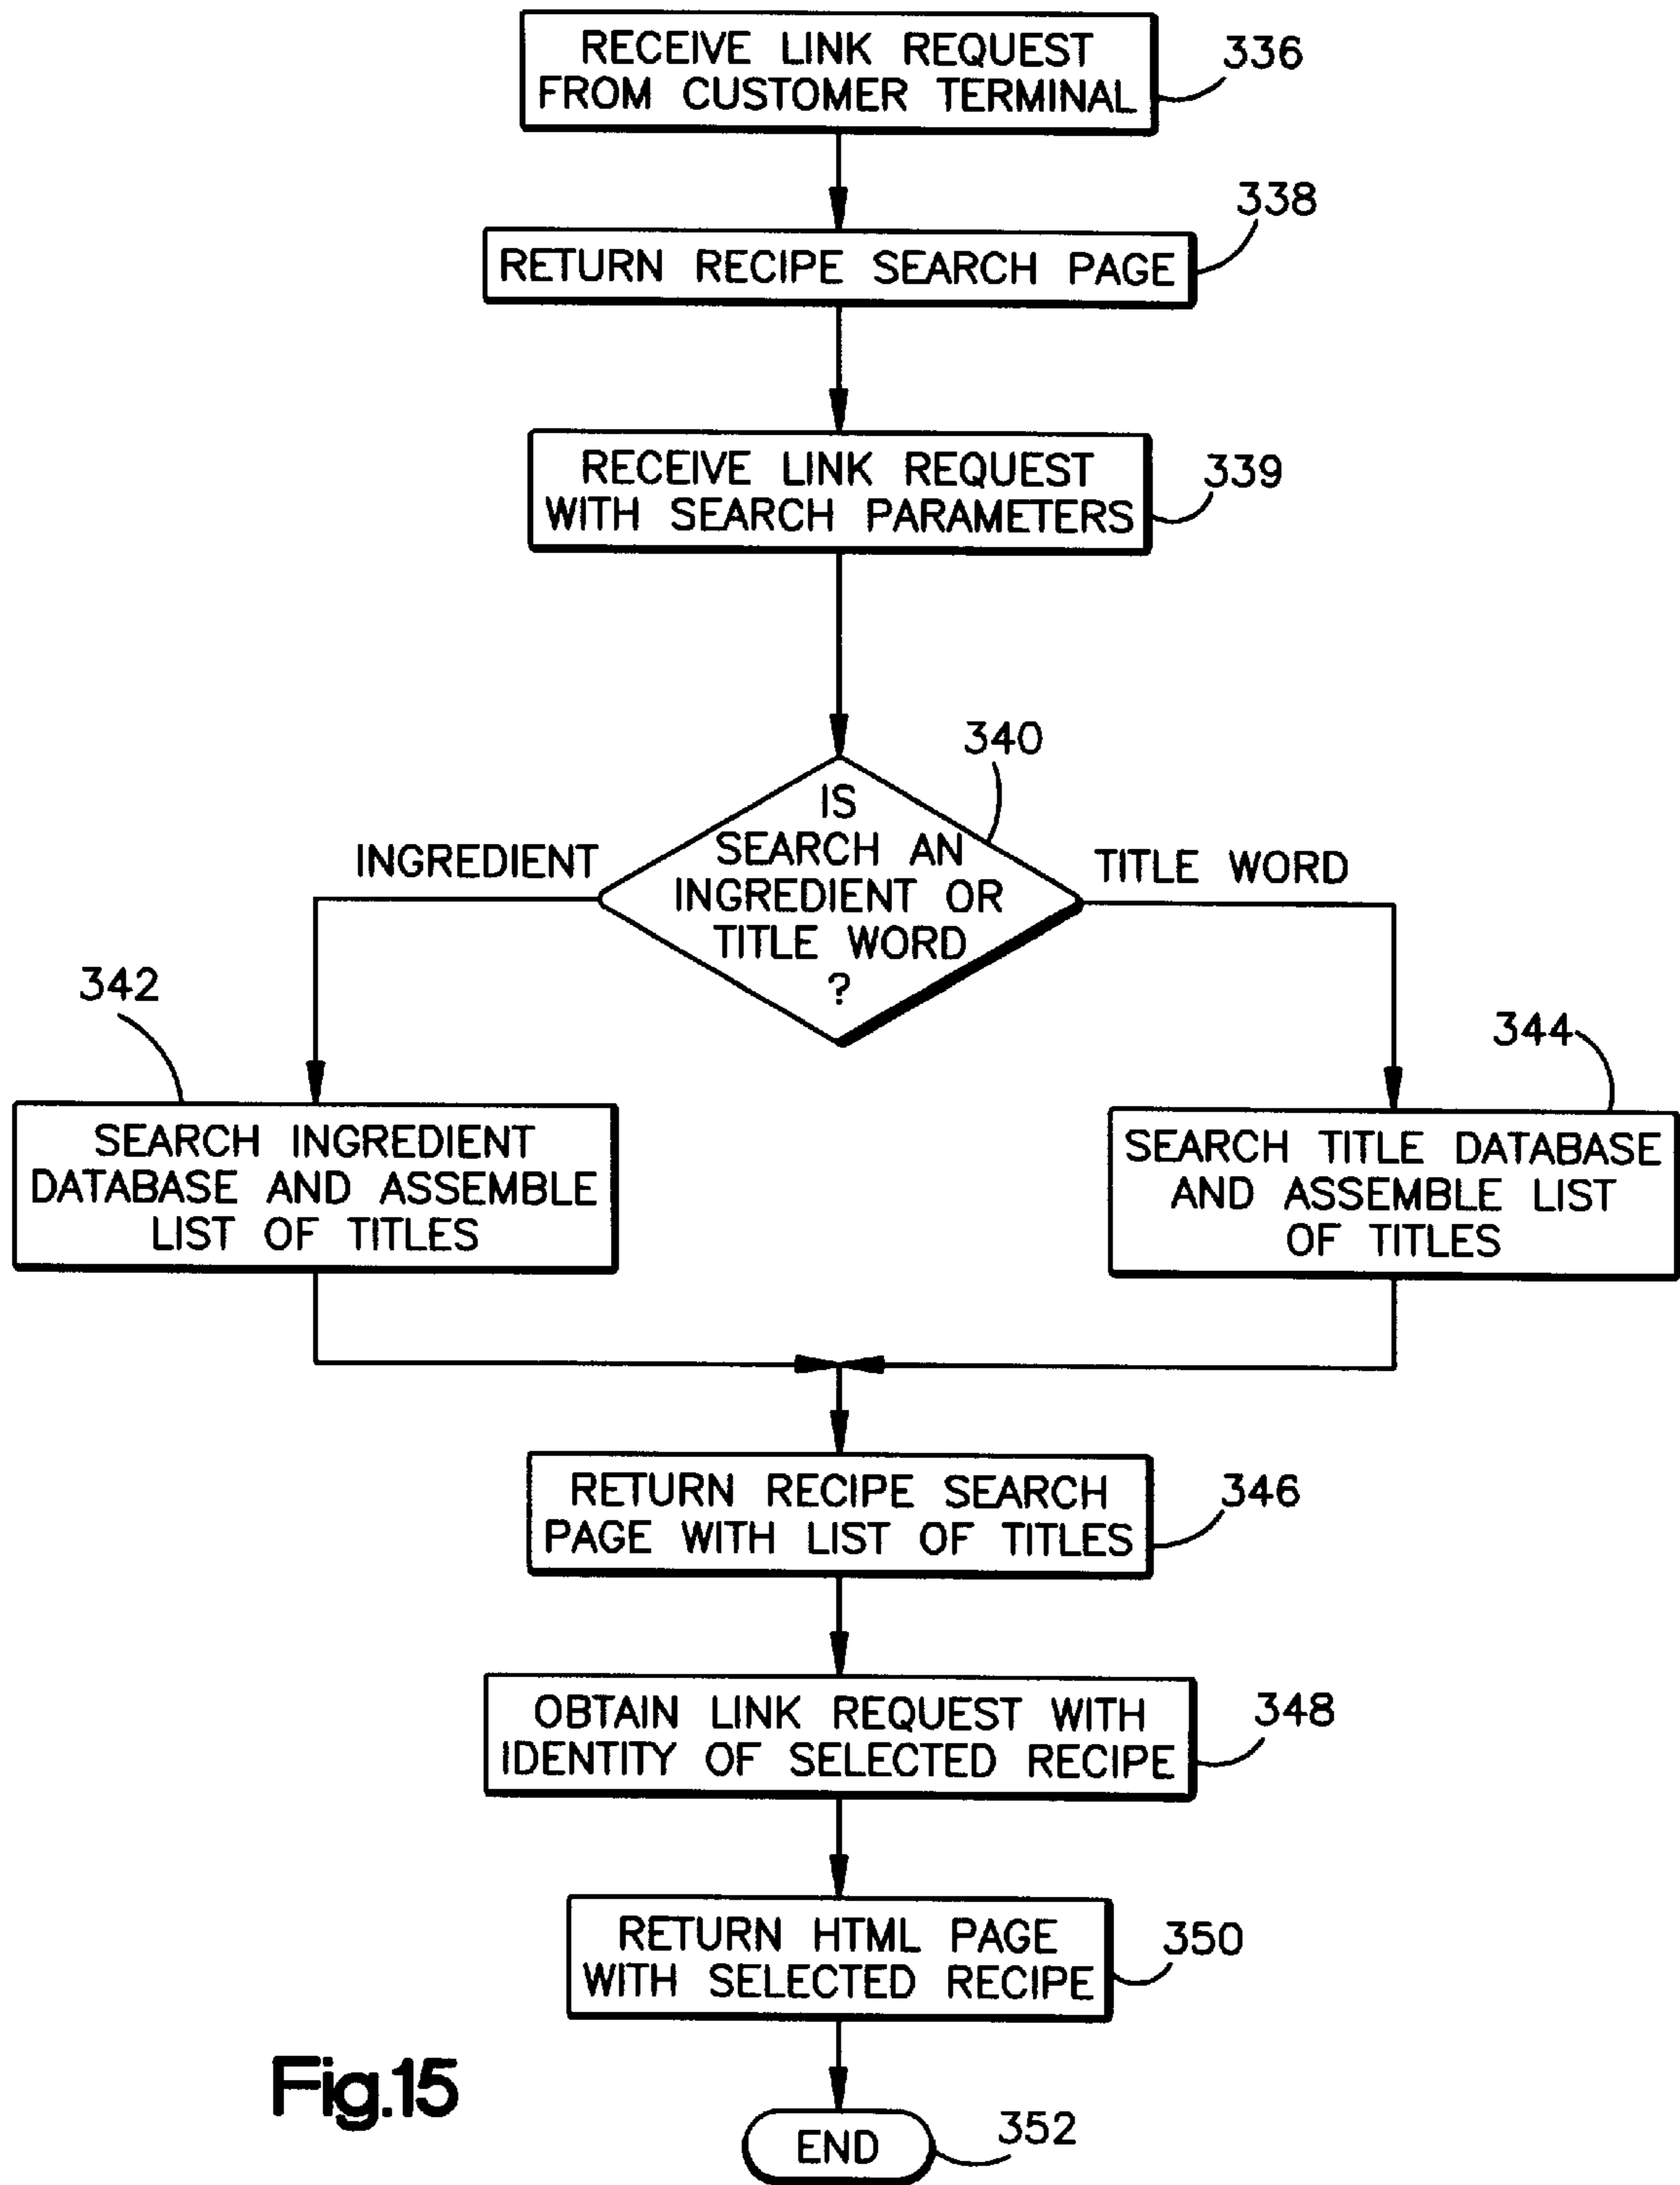 RECEIVE LINK REQUEST
FROM CUSTOMER TERMINAL
336
338
RETURN RECIPE SEARCH PAGE
RECEIVE LINK REQUEST
WITH SEARCH PARAMETERS
339
340
IS
SEARCH AN
INGREDIENT OR
TITLE WORD
?
INGREDIENT
TITLE WORD
342
SEARCH INGREDIENT
DATABASE AND ASSEMBLE
LIST OF TITLES
344
SEARCH TITLE DATABASE
AND ASSEMBLE LIST
OF TITLES
RETURN RECIPE SEARCH
PAGE WITH LIST OF TITLES
346
OBTAIN LINK REQUEST WITH
IDENTITY OF SELECTED RECIPE
348
RETURN HTML PAGE
WITH SELECTED RECIPE
350
Fig.15
END
352